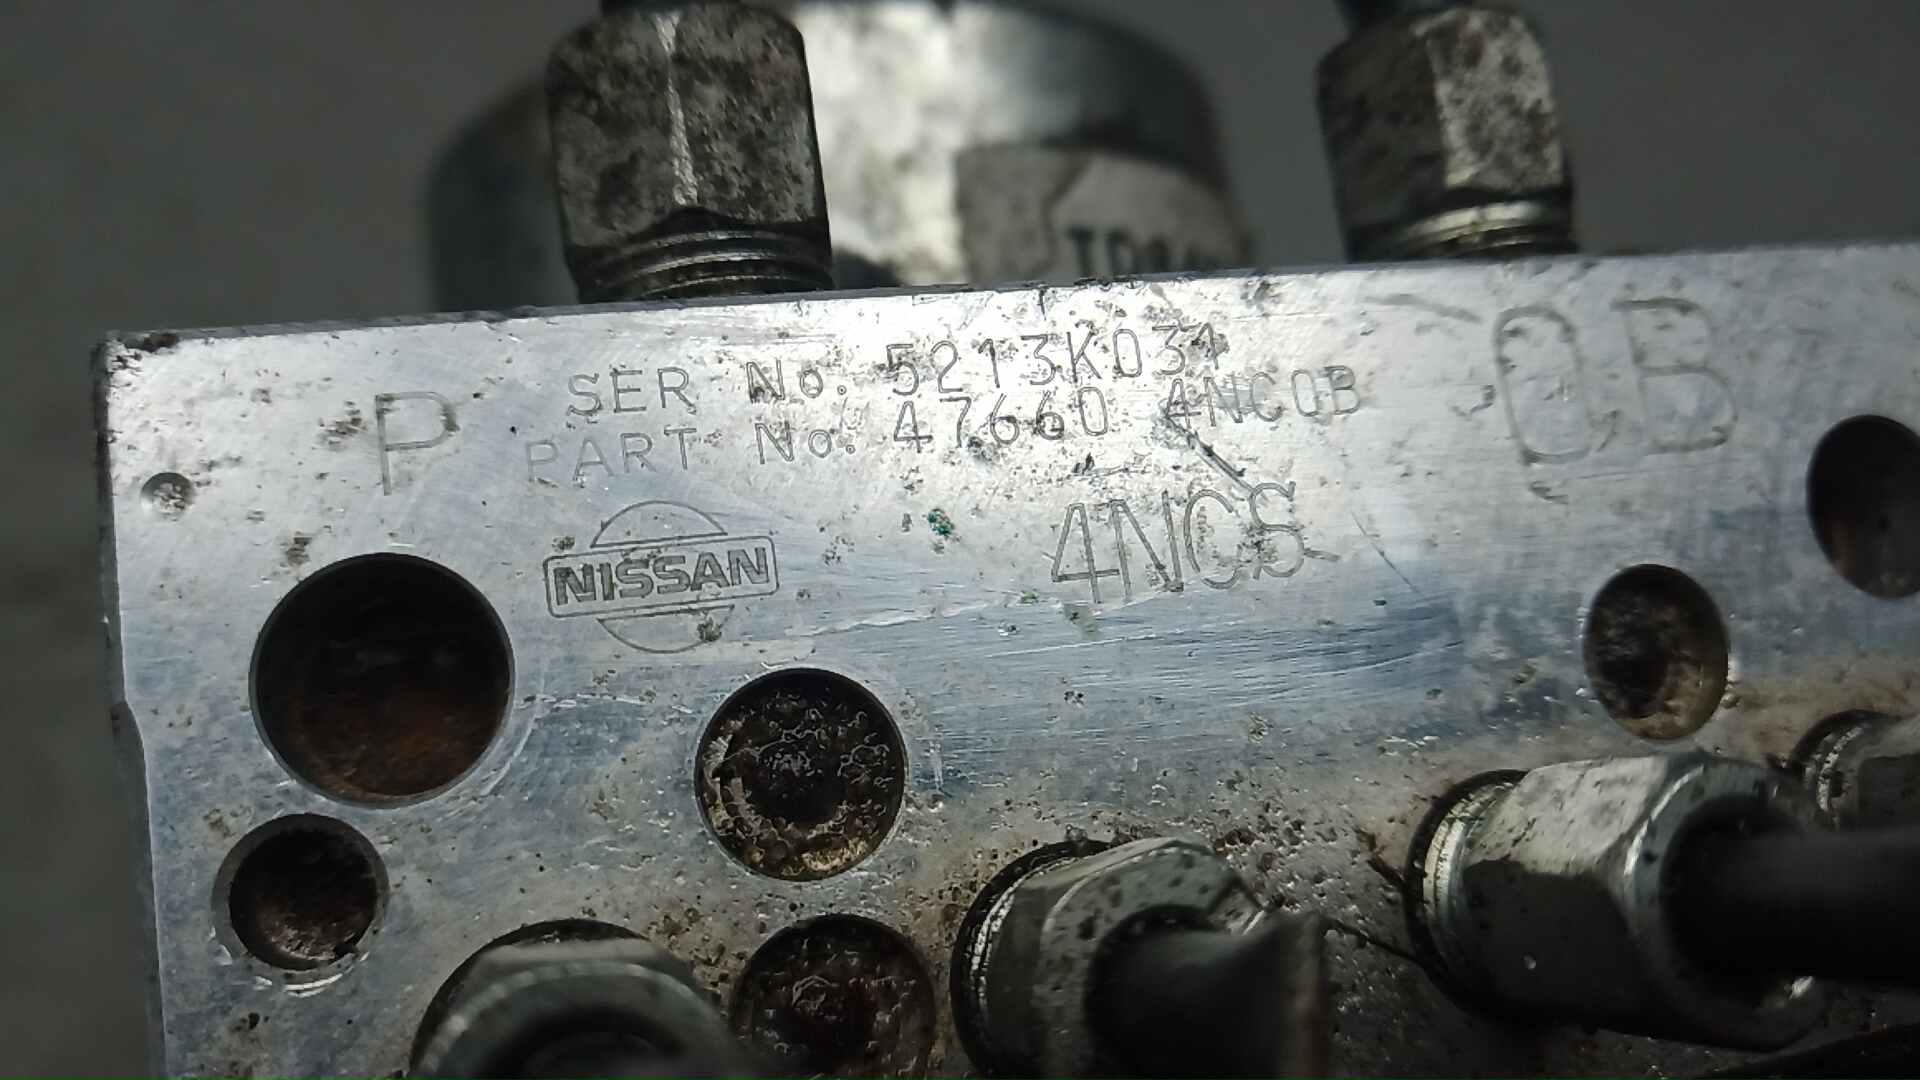 SER No. 5213K031
P
PART No. 47660 4NC0B
0B
NISSAN
4NCS